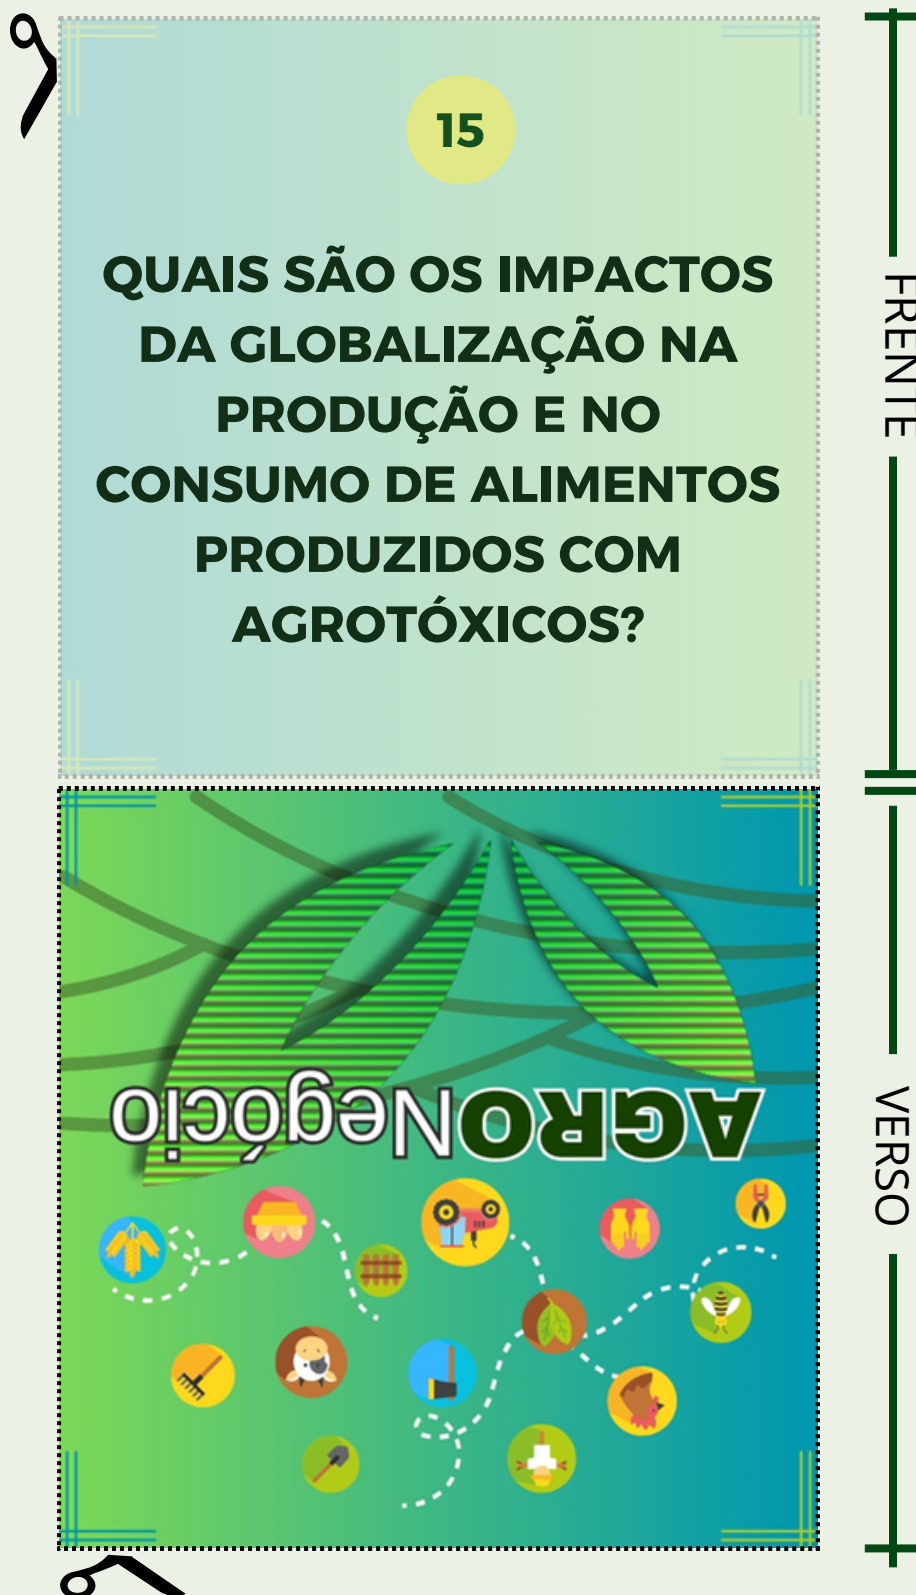 15
QUAIS SÃO OS IMPACTOS
DA GLOBALIZAÇÃO NA
PRODUÇÃO E NO
CONSUMO DE ALIMENTOS
PRODUZIDOS COM
AGROTÓXICOS?
FRENTE
AGRONegócio
VERSO